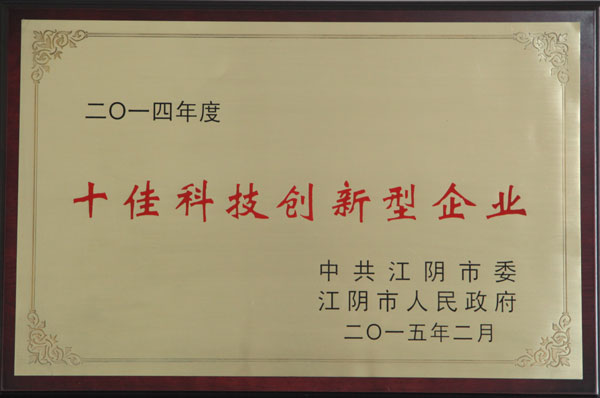 二〇一四年度
十佳科技创新型企业
中共江阴市委
江阴市人民政府
二〇一五年二月